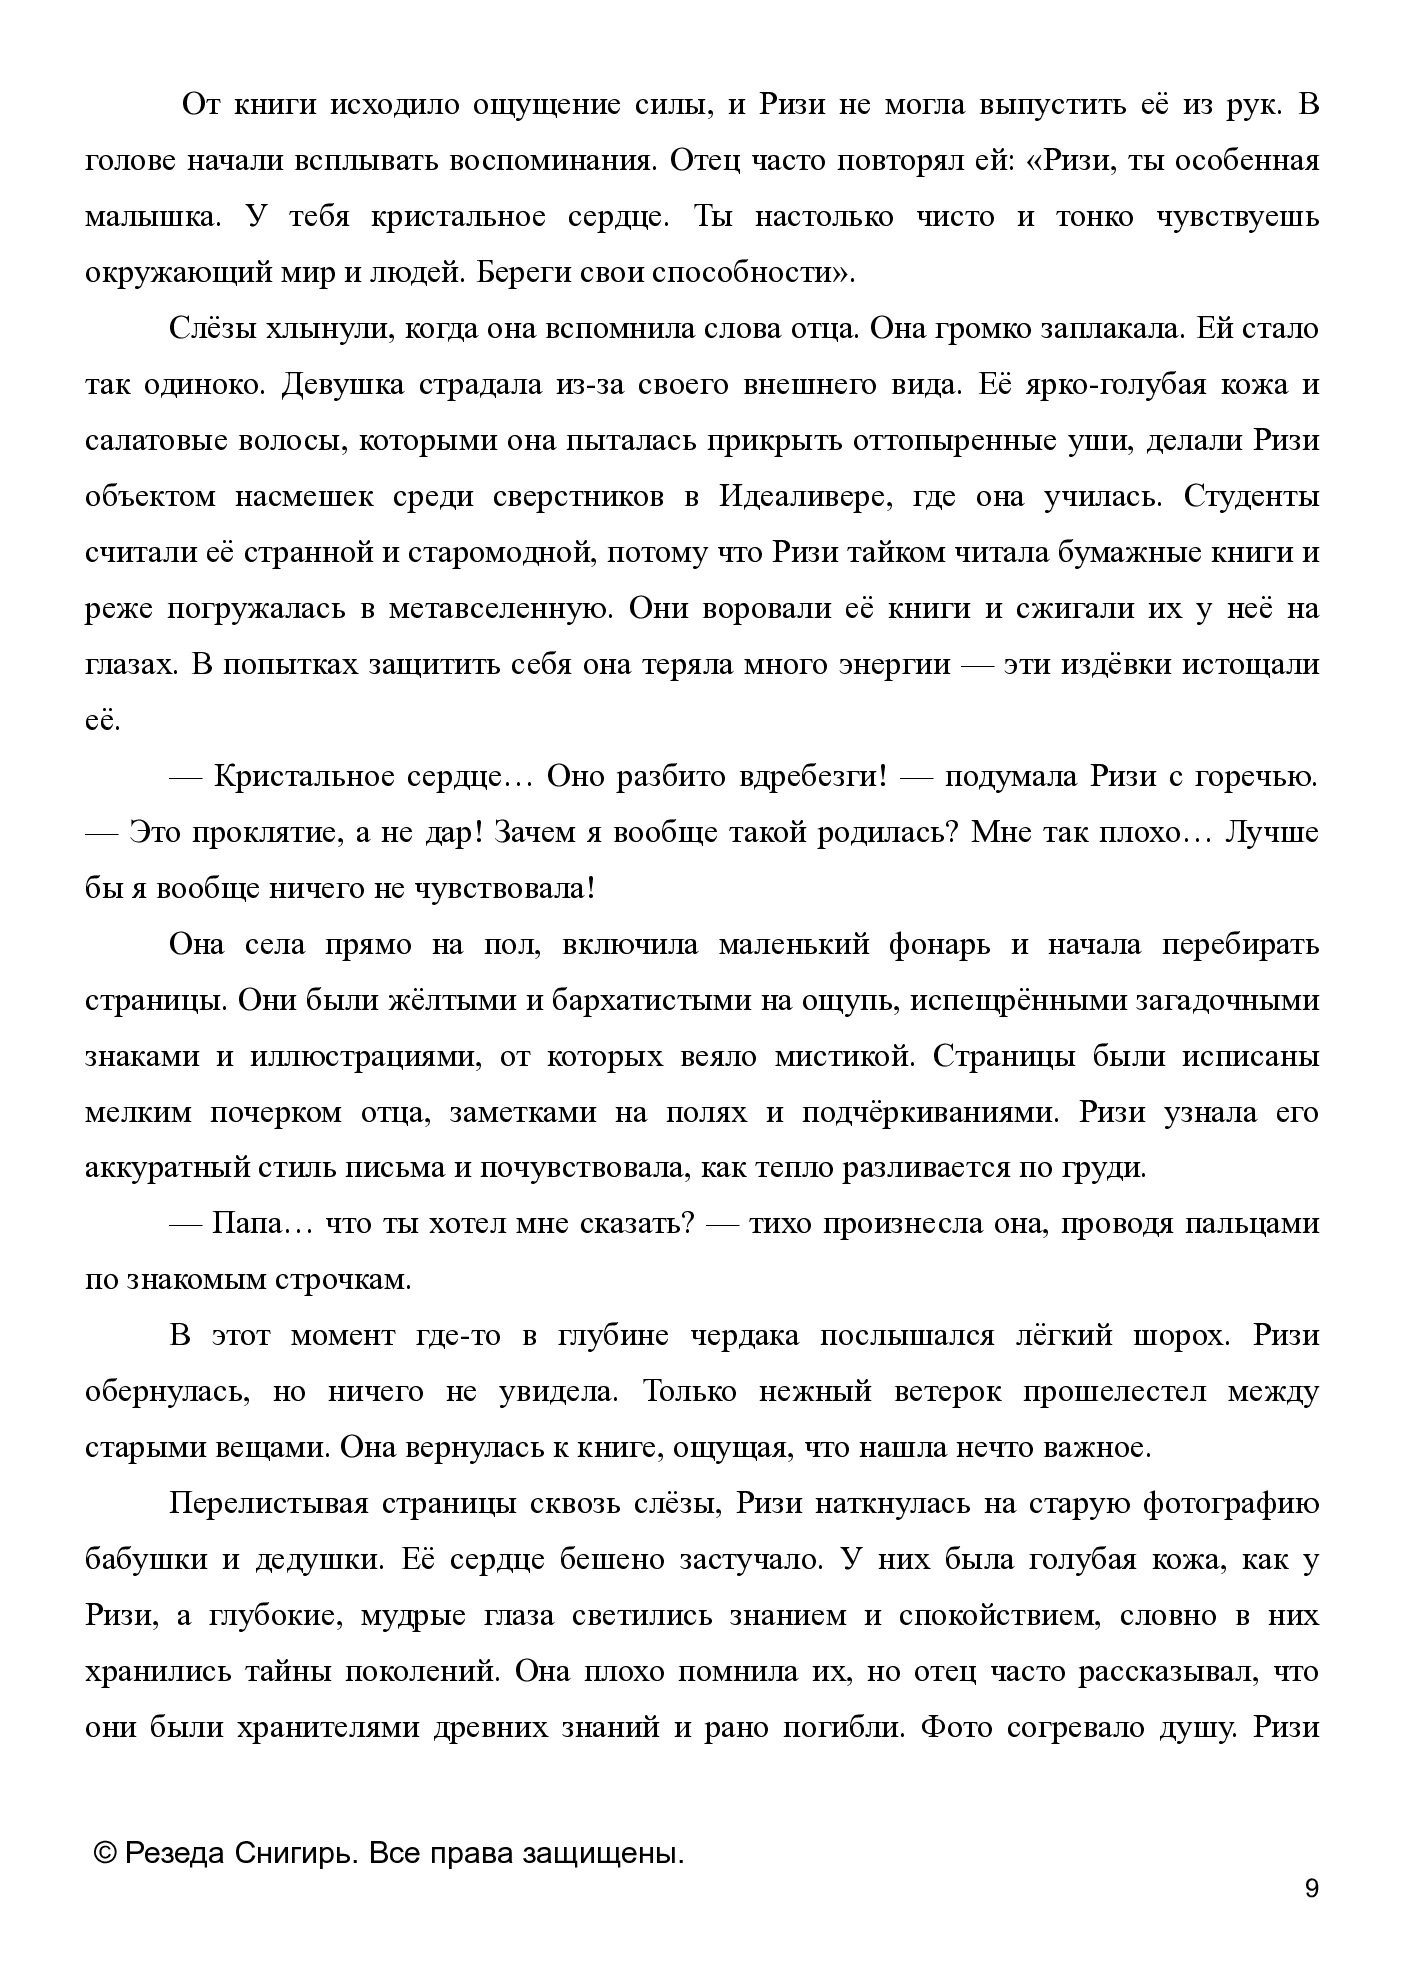 От книги исходило ощущение силы, и Ризи не могла выпустить её из рук. В
голове начали всплывать воспоминания. Отец часто повторял ей: «Ризи, ты особенная
малышка. У тебя кристальное сердце. Ты настолько чисто и тонко чувствуешь
окружающий мир и людей. Береги свои способности».
Слёзы хлынули, когда она вспомнила слова отца. Она громко заплакала. Ей стало
так одиноко. Девушка страдала из-за своего внешнего вида. Её ярко-голубая кожа и
салатовые волосы, которыми она пыталась прикрыть оттопыренные уши, делали Ризи
объектом насмешек среди сверстников в Идеаливере, где она училась. Студенты
считали её странной и старомодной, потому что Ризи тайком читала бумажные книги и
реже погружалась в метавселенную. Они воровали её книги и сжигали их у неё на
глазах. В попытках защитить себя она теряла много энергии — эти издёвки истощали
её.
— Кристальное сердце… Оно разбито вдребезги! — подумала Ризи с горечью.
— Это проклятие, а не дар! Зачем я вообще такой родилась? Мне так плохо… Лучше
бы я вообще ничего не чувствовала!
Она села прямо на пол, включила маленький фонарь и начала перебирать
страницы. Они были жёлтыми и бархатистыми на ощупь, испещрёнными загадочными
знаками и иллюстрациями, от которых веяло мистикой. Страницы были исписаны
мелким почерком отца, заметками на полях и подчёркиваниями. Ризи узнала его
аккуратный стиль письма и почувствовала, как тепло разливается по груди.
— Папа… что ты хотел мне сказать? — тихо произнесла она, проводя пальцами
по знакомым строчкам.
В этот момент где-то в глубине чердака послышался лёгкий шорох. Ризи
обернулась, но ничего не увидела. Только нежный ветерок прошелестел между
старыми вещами. Она вернулась к книге, ощущая, что нашла нечто важное.
Перелистывая страницы сквозь слёзы, Ризи наткнулась на старую фотографию
бабушки и дедушки. Её сердце бешено застучало. У них была голубая кожа, как у
Ризи, а глубокие, мудрые глаза светились знанием и спокойствием, словно в них
хранились тайны поколений. Она плохо помнила их, но отец часто рассказывал, что
они были хранителями древних знаний и рано погибли. Фото согревало душу. Ризи
© Резеда Снигирь. Все права защищены.
9